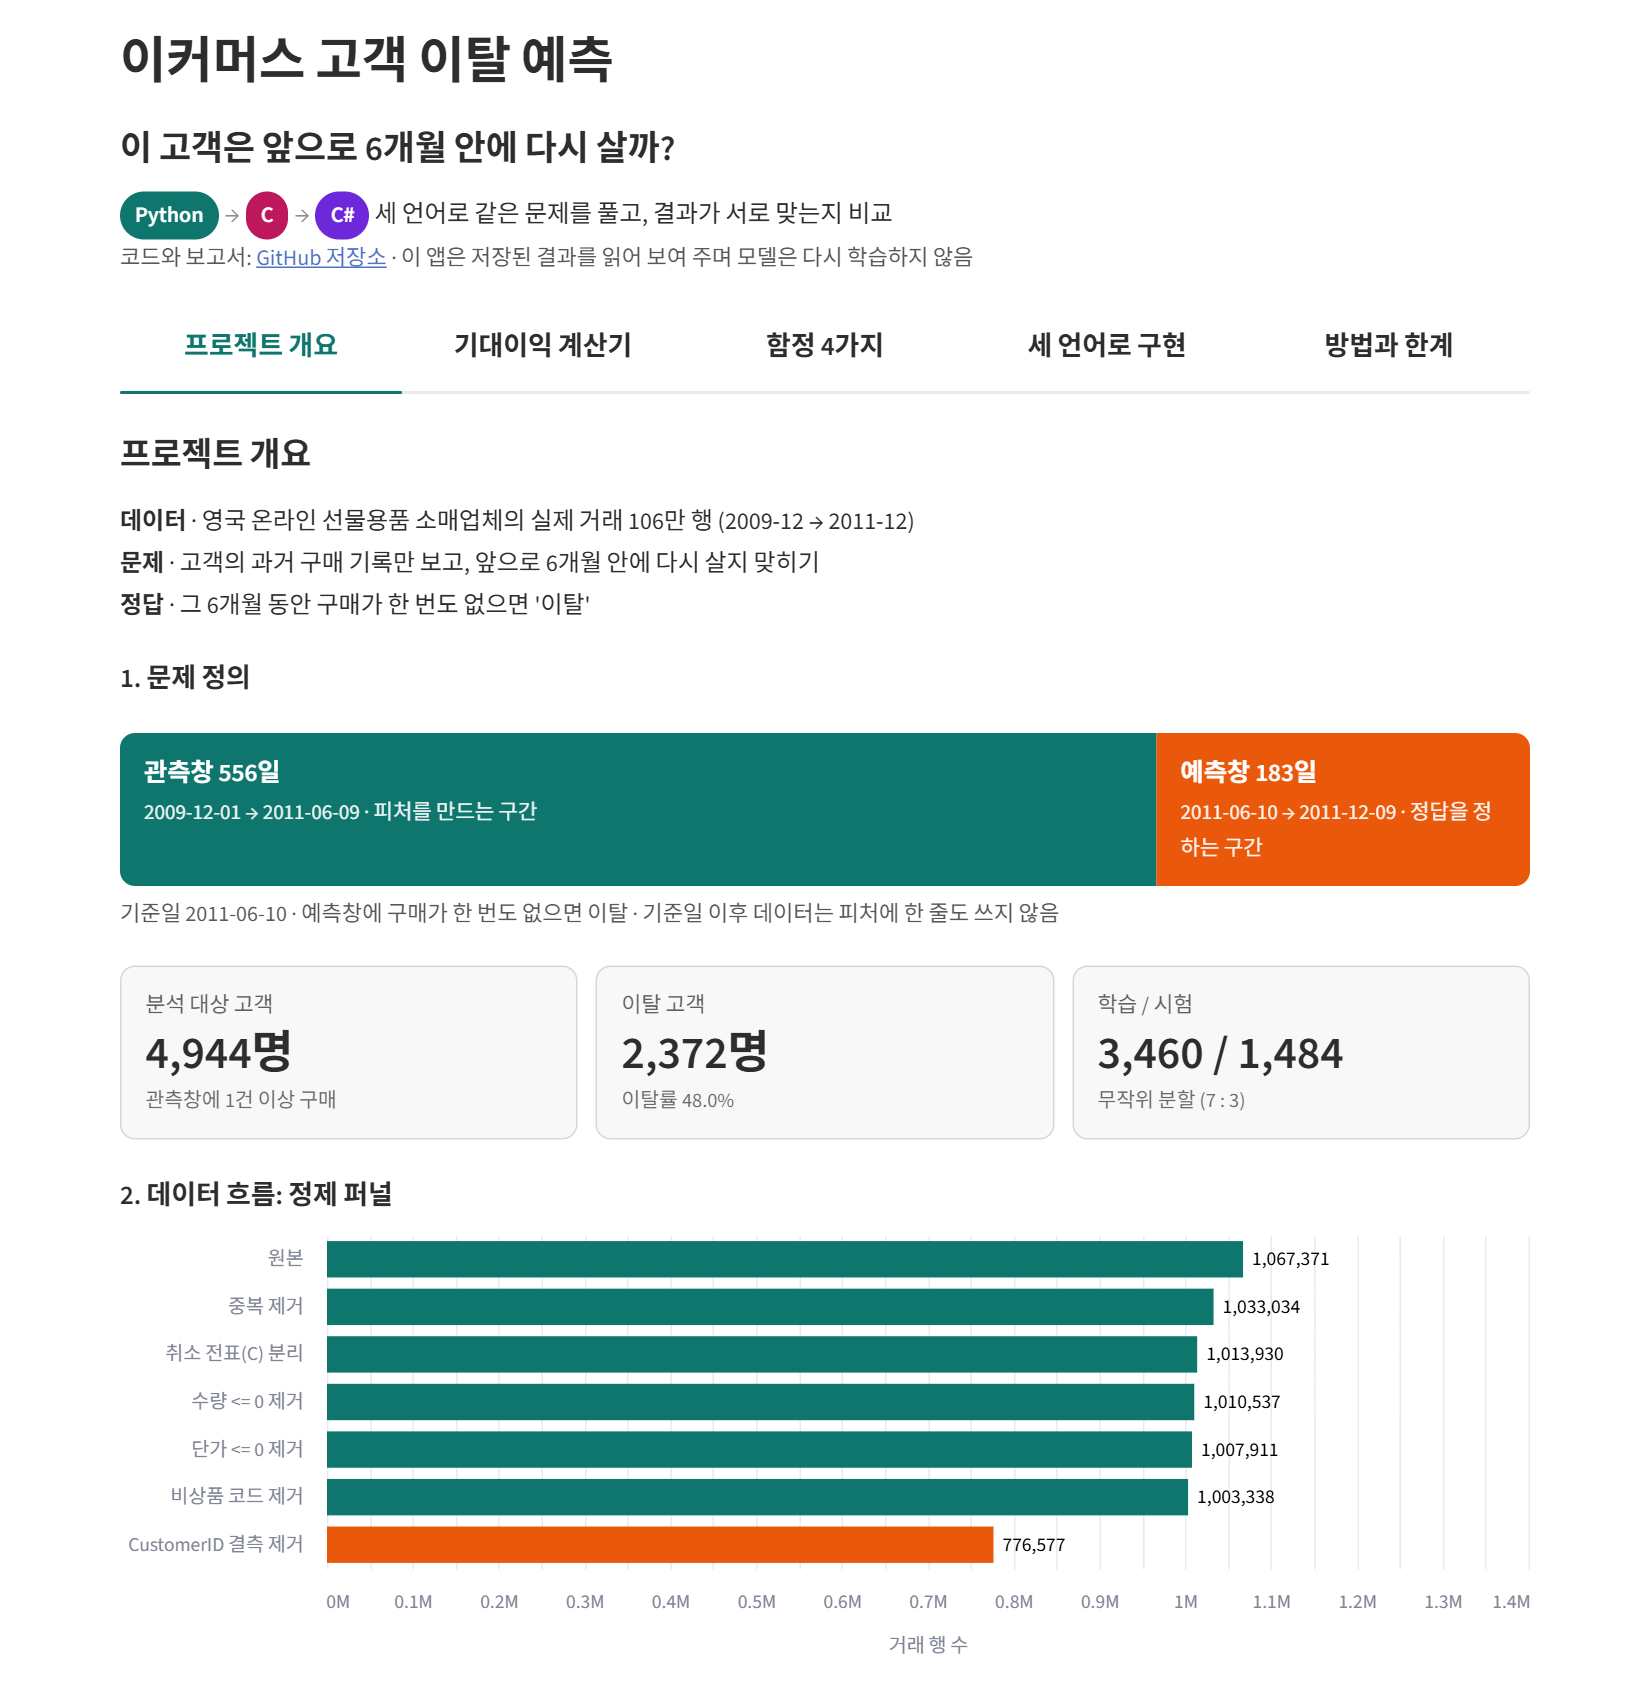 이커머스 고객 이탈 예측
이 고객은 앞으로 6개월 안에 다시 살까?
Python → C → C# 세 언어로 같은 문제를 풀고, 결과가 서로 맞는지 비교
코드와 보고서: GitHub 저장소 · 이 앱은 저장된 결과를 읽어 보여 주며 모델은 다시 학습하지 않음
프로젝트 개요 기대이익 계산기 함정 4가지 세 언어로 구현 방법과 한계
프로젝트 개요
데이터 · 영국 온라인 선물용품 소매업체의 실제 거래 106만 행 (2009-12 → 2011-12)
문제 · 고객의 과거 구매 기록만 보고, 앞으로 6개월 안에 다시 살지 맞히기
정답 · 그 6개월 동안 구매가 한 번도 없으면 '이탈'
1. 문제 정의
관측창 556일
2009-12-01 → 2011-06-09 · 피처를 만드는 구간
예측창 183일
2011-06-10 → 2011-12-09 · 정답을 정
하는 구간
기준일 2011-06-10 · 예측창에 구매가 한 번도 없으면 이탈 · 기준일 이후 데이터는 피처에 한 줄도 쓰지 않음
분석 대상 고객
4,944명
관측창에 1건 이상 구매
이탈 고객
2,372명
이탈률 48.0%
학습 / 시험
3,460 / 1,484
무작위 분할 (7 : 3)
2. 데이터 흐름: 정제 퍼널
원본 1,067,371
중복 제거 1,033,034
취소 전표(C) 분리 1,013,930
수량 <= 0 제거 1,010,537
단가 <= 0 제거 1,007,911
비상품 코드 제거 1,003,338
CustomerID 결측 제거 776,577
0M 0.1M 0.2M 0.3M 0.4M 0.5M 0.6M 0.7M 0.8M 0.9M 1M 1.1M 1.2M 1.3M 1.4M
거래 행 수